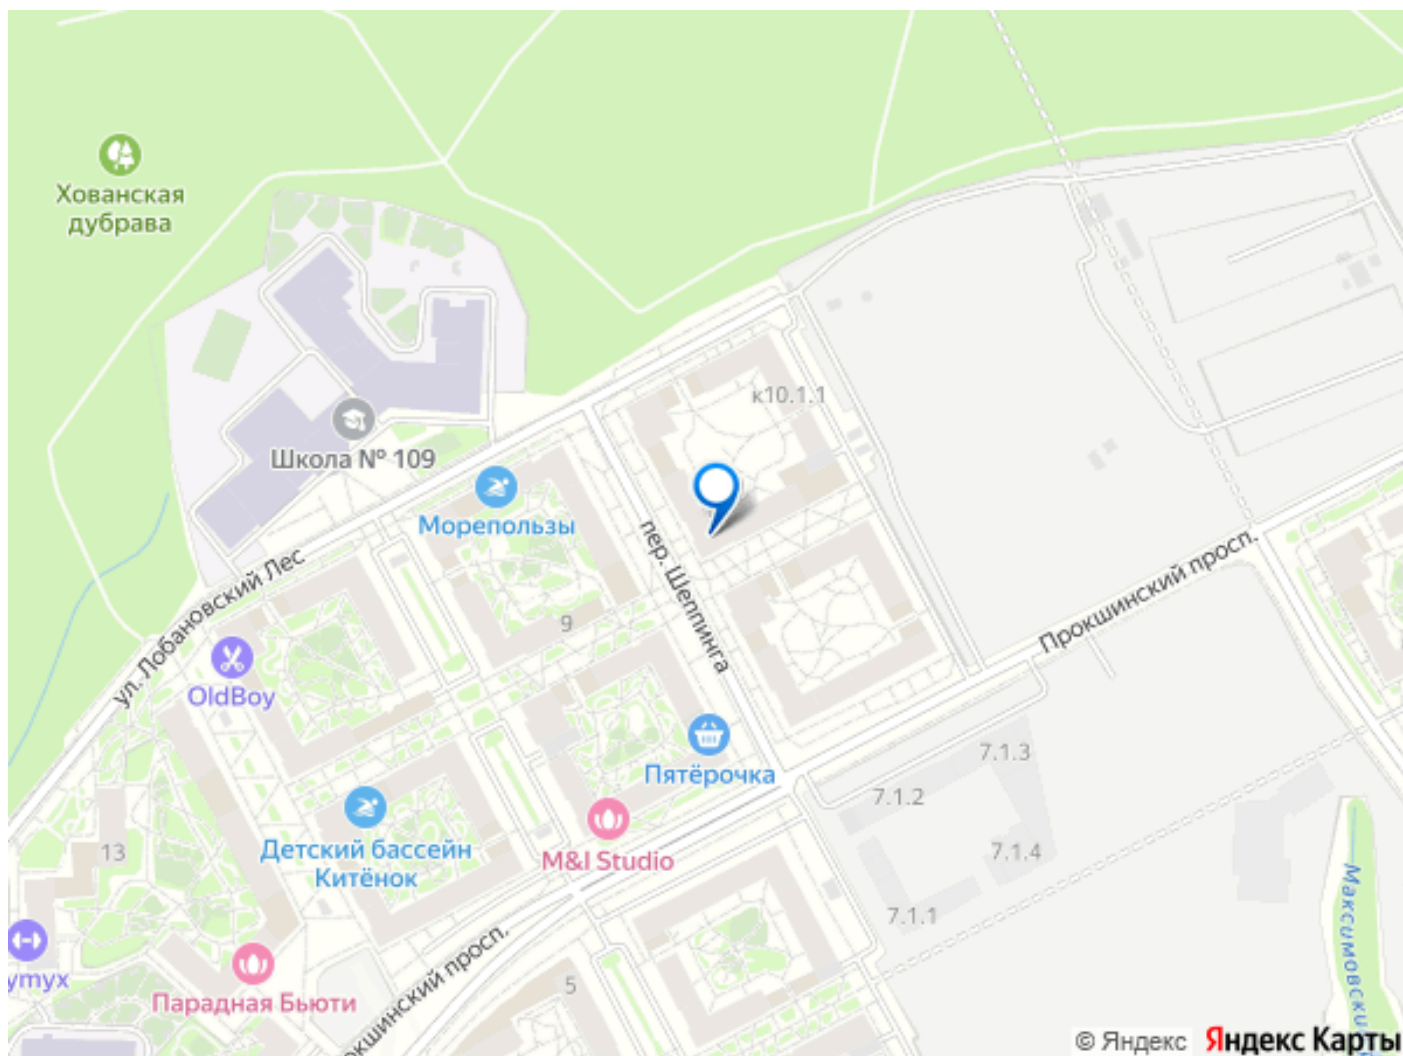 Хованская
дубрава
к10.1.1
Школа № 109
Морепользы
пер. Шеппинга
ул. Лобановский Лес
Прокшинский просп.
9
OldBoy
Пятёрочка
7.1.3
7.1.2
7.1.4
7.1.1
Детский бассейн
Китёнок
M&I Studio
13
Парадная Бьюти
5
© Яндекс
Яндекс Карты